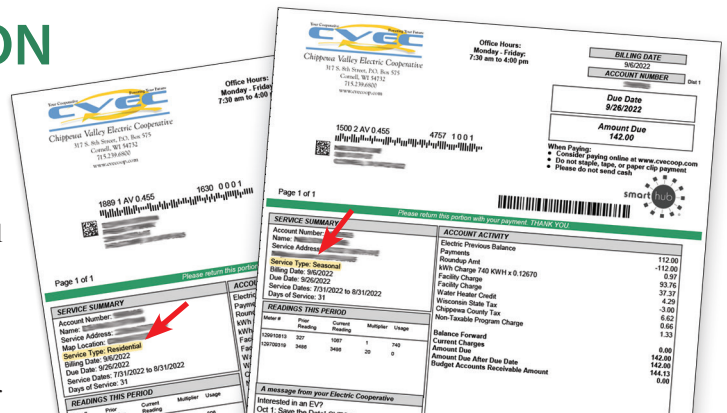 ON
Your Cooperative
Powering Your Future
CVEC
Chippewa Valley Electric Cooperative
317 S. 8th Street, P.O. Box 575
Cornell, WI 54732
715.239.6800
www.cvecoop.com
Office Hours:
Monday - Friday
7:30 am to 4:00
1889 1 AV 0.455
1630 0 0 0 1
Page 1 of 1
Please return this portion
SERVICE SUMMARY
Account Number:
Name:
Service Address:
Map Location:
Service Type: Residential
Billing Date: 9/6/2022
Due Date: 9/26/2022
Service Dates: 7/31/2022 to 8/31/2022
Days of Service: 31
READINGS THIS PERIOD
Prior
Current
Multiplier
Usage
ACCOU
Electric
Payme
Round
kWh
Your Cooperative
Powering Your Future
CVEC
Chippewa Valley Electric Cooperative
317 S. 8th Street, P.O. Box 575
Cornell, WI 54732
715.239.6800
www.cvecoop.com
Office Hours:
Monday - Friday:
7:30 am to 4:00 pm
BILLING DATE
9/6/2022
ACCOUNT NUMBER
Dist 1
Due Date
9/26/2022
Amount Due
142.00
When Paying:
• Consider paying online at www.cvecoop.com
• Do not staple, tape, or paper clip payment
• Please do not send cash
smart hub
1500 2 AV 0.455
4757 1 0 0 1
Page 1 of 1
Please return this portion with your payment. THANK YOU.
SERVICE SUMMARY
Account Number:
Name:
Service Address:
Service Type: Seasonal
Billing Date: 9/6/2022
Due Date: 9/26/2022
Service Dates: 7/31/2022 to 8/31/2022
Days of Service: 31
READINGS THIS PERIOD
Meter # Prior Reading Current Reading Multiplier Usage
129910813 327 1067 1 740
129700319 3498 3498 20 0
A message from your Electric Cooperative
Interested in an EV?
ACCOUNT ACTIVITY
Electric Previous Balance 112.00
Payments -112.00
Roundup Amt 0.97
kWh Charge 740 KWH x 0.12670 93.76
Facility Charge 37.37
Facility Charge 4.29
Water Heater Credit -3.00
Wisconsin State Tax 6.62
Chippewa County Tax 0.66
Non-Taxable Program Charge 1.33
Balance Forward 0.00
Current Charges 142.00
Amount Due 142.00
Amount Due After Due Date 144.13
Budget Accounts Receivable Amount 0.00